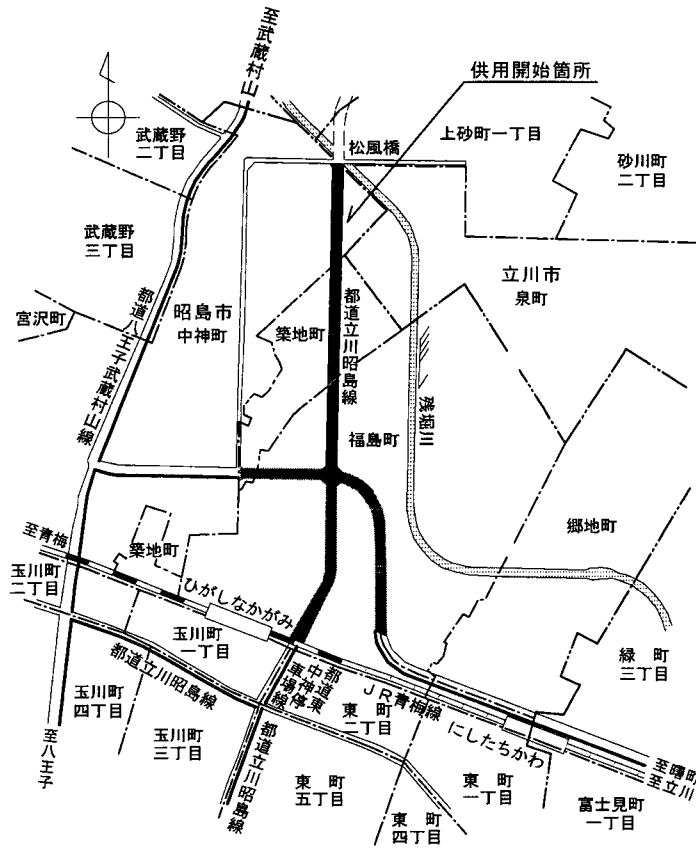 至武蔵村山
供用開始箇所
武蔵野
二丁目
松風橋
上砂町一丁目
砂川町
二丁目
武蔵野
三丁目
立川市
泉町
昭島市
中神町
宮沢町
都道八王子武蔵村山線
築地町
都道立川昭島線
残堀川
福島町
郷地町
至青梅
築地町
玉川町
二丁目
ひがしなかがみ
玉川町
一丁目
都道立川昭島線
緑町
三丁目
都道東
中神停
車場線
JR青梅線
東町
二丁目
にしたちかわ
玉川町
四丁目
玉川町
三丁目
至八王子
都道立川昭島線
東町
五丁目
東町
四丁目
東町
一丁目
至曙町
至立川
富士見町
一丁目